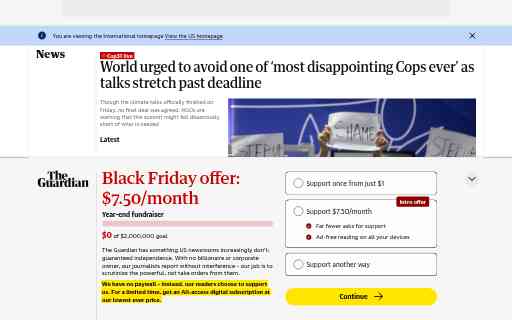 You are viewing the International homepage View the US homepage
News
Cop29 live
World urged to avoid one of ‘most disappointing Cops ever’ as
talks stretch past deadline
Though the climate talks officially finished on
Friday, no final deal was agreed. NGOs are
warning that this summit might fail disastrously
short of what is needed
Latest
SHAME
The
Guardian
Black Friday offer:
$7.50/month
Year-end fundraiser
$0 of $2,000,000 goal
The Guardian has something US newsrooms increasingly don’t:
guaranteed independence. With no billionaire or corporate
owner, our journalists report without interference – our job is to
scrutinise the powerful, not take orders from them.
We have no paywall – instead, our readers choose to support
us. For a limited time, get an All-access digital subscription at
our lowest ever price.
Support once from just $1
Intro offer
Support $7.50/month
Far fewer asks for support
Ad-free reading on all your devices
Support another way
Continue